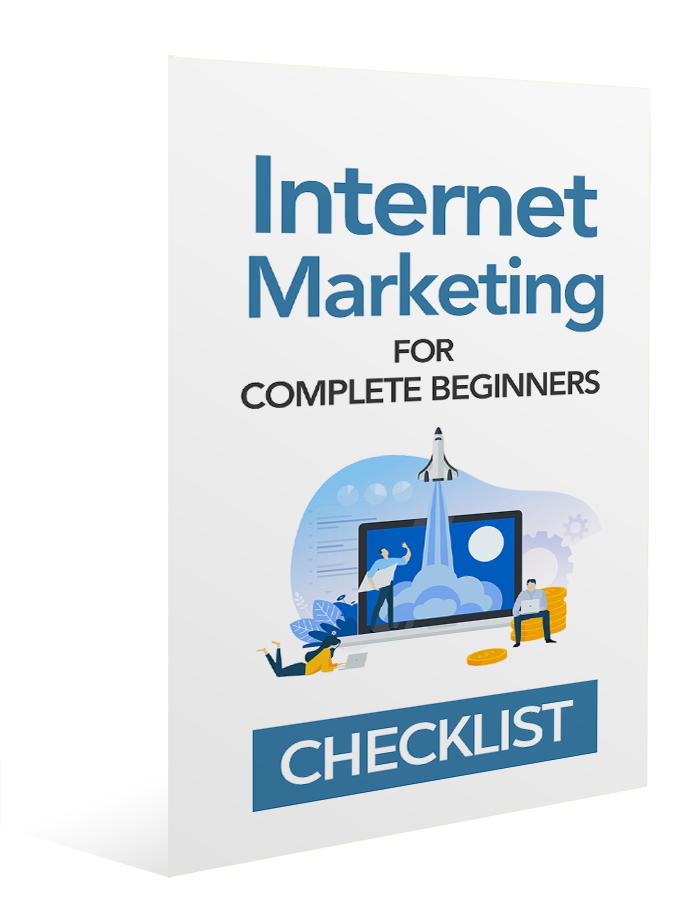 Internet
Marketing
FOR
COMPLETE BEGINNERS
CHECKLIST